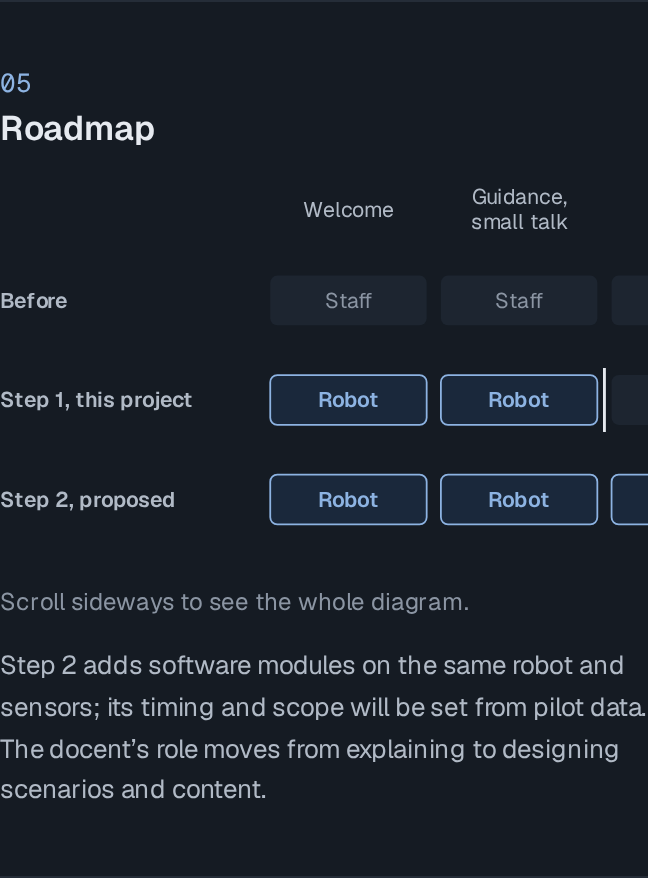 05
Roadmap
Welcome
Guidance,
small talk
Before
Staff
Staff
Step 1, this project
Robot
Robot
Step 2, proposed
Robot
Robot
Scroll sideways to see the whole diagram.
Step 2 adds software modules on the same robot and
sensors; its timing and scope will be set from pilot data.
The docent’s role moves from explaining to designing
scenarios and content.